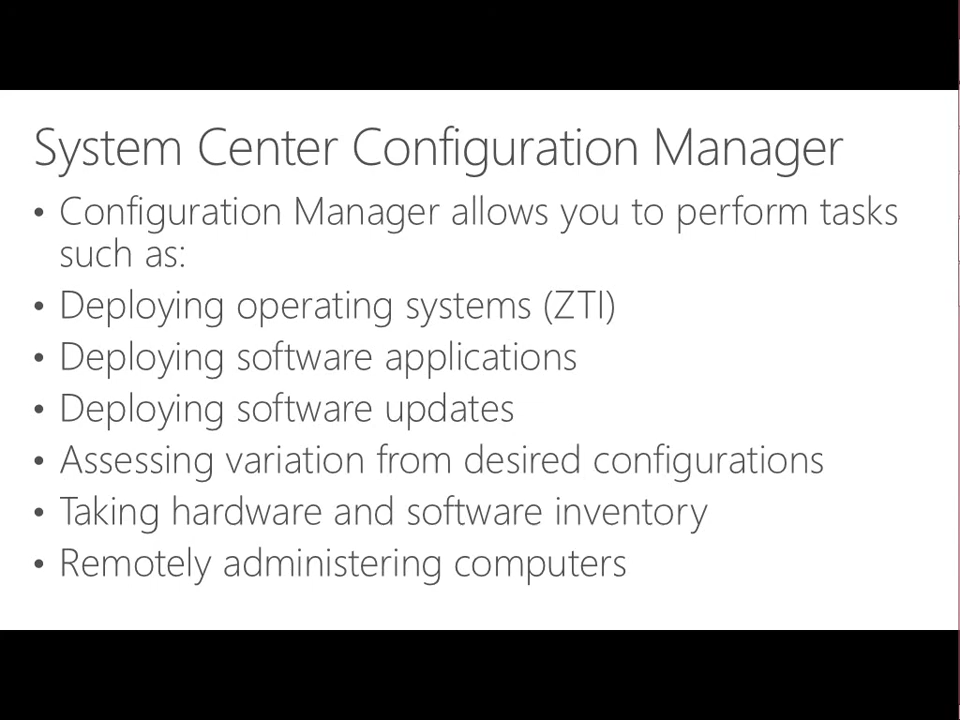 System Center Configuration Manager
• Configuration Manager allows you to perform tasks
such as:
• Deploying operating systems (ZTI)
• Deploying software applications
• Deploying software updates
• Assessing variation from desired configurations
• Taking hardware and software inventory
• Remotely administering computers